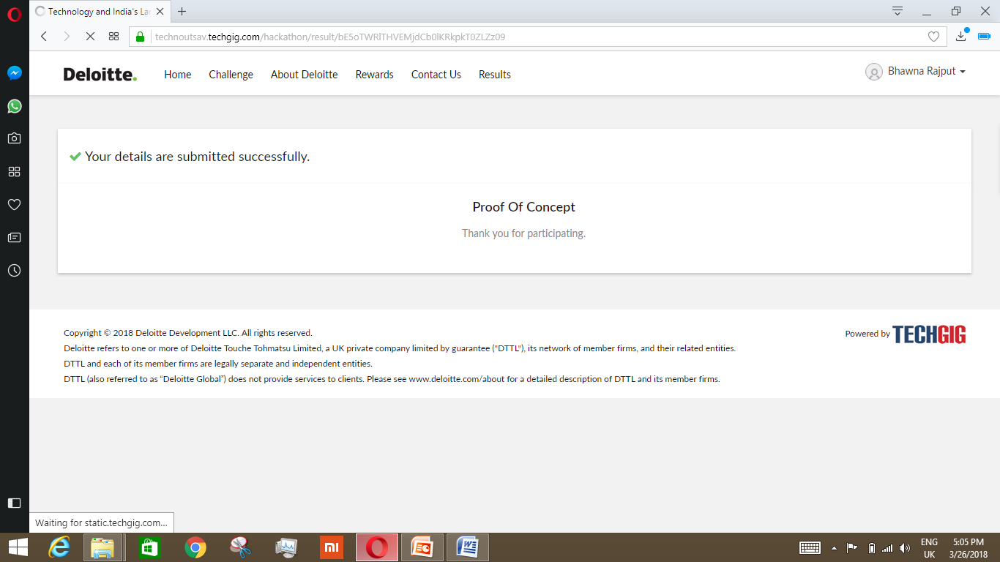 Technology and India's La
technoutsav.techgig.com/hackathon/result/bE5oTWRlTHVEMjdCb0lKRkpkT0ZLZz09
Deloitte.
Home
Challenge
About Deloitte
Rewards
Contact Us
Results
Bhawna Rajput
Your details are submitted successfully.
Proof Of Concept
Thank you for participating.
Copyright © 2018 Deloitte Development LLC. All rights reserved.
Deloitte refers to one or more of Deloitte Touche Tohmatsu Limited, a UK private company limited by guarantee ("DTTL"), its network of member firms, and their related entities.
DTTL and each of its member firms are legally separate and independent entities.
DTTL (also referred to as “Deloitte Global”) does not provide services to clients. Please see www.deloitte.com/about for a detailed description of DTTL and its member firms.
Powered by TECHGIG
Waiting for static.techgig.com...
mi
ENG
UK
5:05 PM
3/26/2018